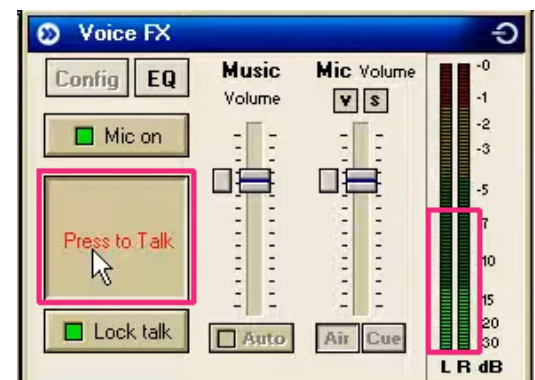 Voice FX
Config EQ
Mic on
Press to Talk
Lock talk
Music
Volume
Auto
Mic Volume
V S
Air Cue
-0
-1
-2
-3
-5
7
10
15
20
30
L R dB